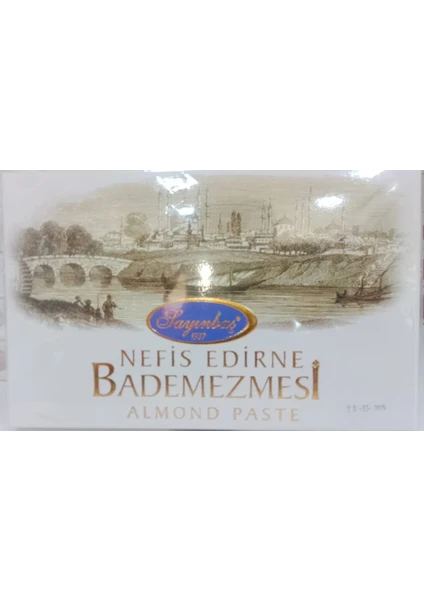 Sayınbaş
NEFİS EDİRNE
BADEMEZMESİ
ALMOND PASTE